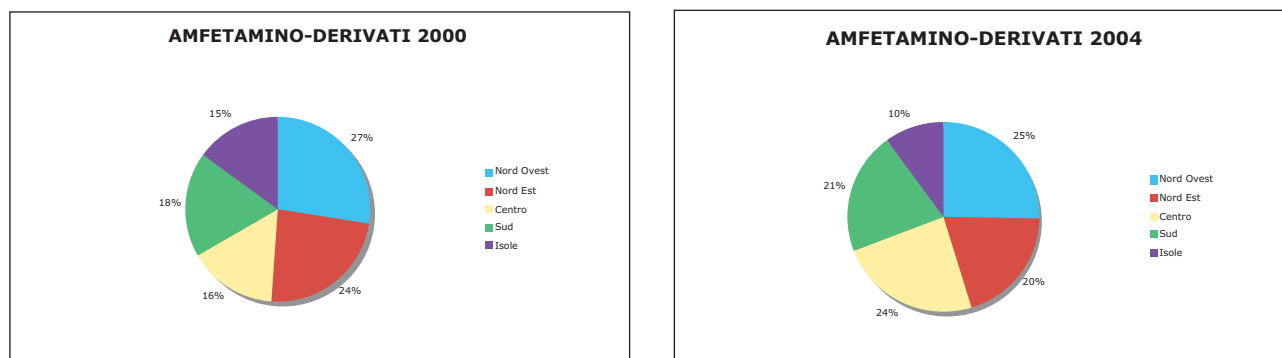 AMFETAMINO-DERIVATI 2000
15%
27%
18%
16%
24%
Nord Ovest
Nord Est
Centro
Sud
Isole
AMFETAMINO-DERIVATI 2004
10%
25%
21%
24%
20%
Nord Ovest
Nord Est
Centro
Sud
Isole